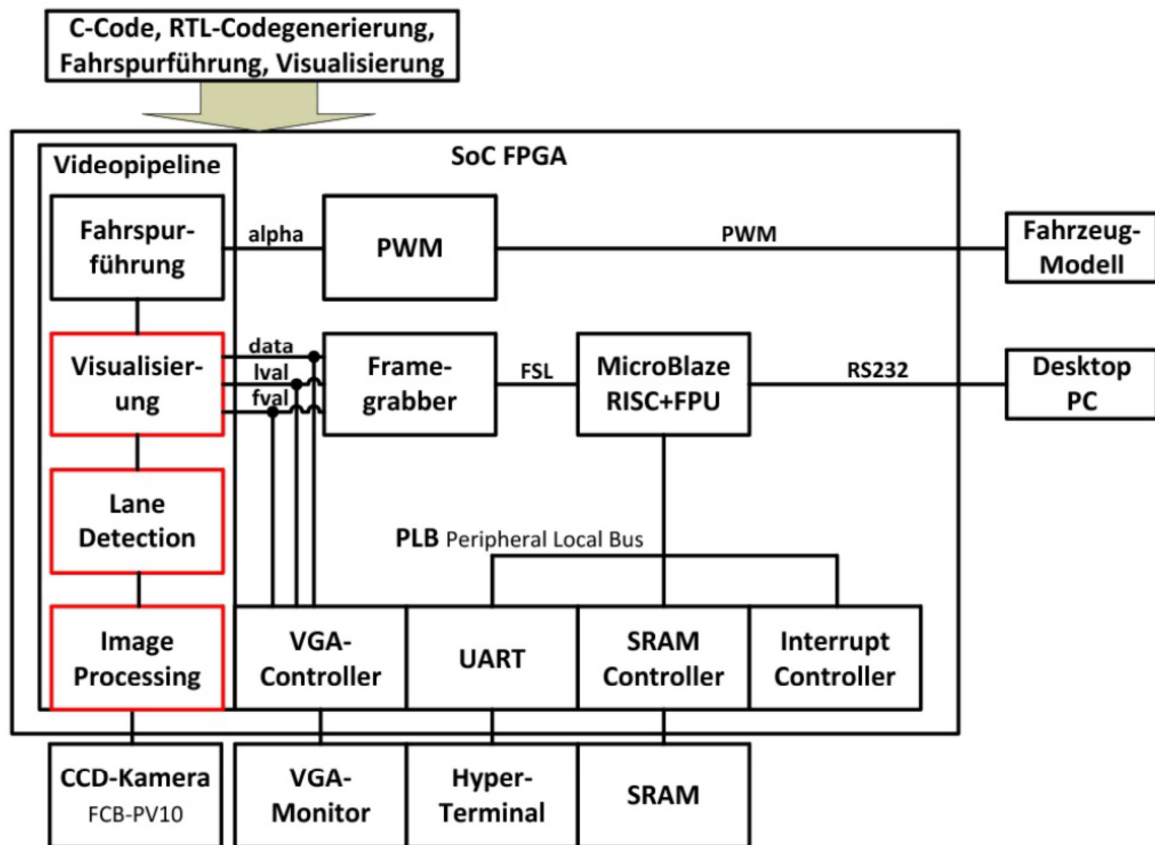 C-Code, RTL-Codegenerierung,
Fahrspurführung, Visualisierung
SoC FPGA
Videopipeline
Fahrspur-
führung
alpha
PWM
PWM
Fahrzeug-
Modell
Visualisier-
ung
data
lval
fval
Frame-
grabber
FSL
MicroBlaze
RISC+FPU
RS232
Desktop
PC
Lane
Detection
PLB Peripheral Local Bus
Image
Processing
VGA-
Controller
UART
SRAM
Controller
Interrupt
Controller
CCD-Kamera
FCB-PV10
VGA-
Monitor
Hyper-
Terminal
SRAM